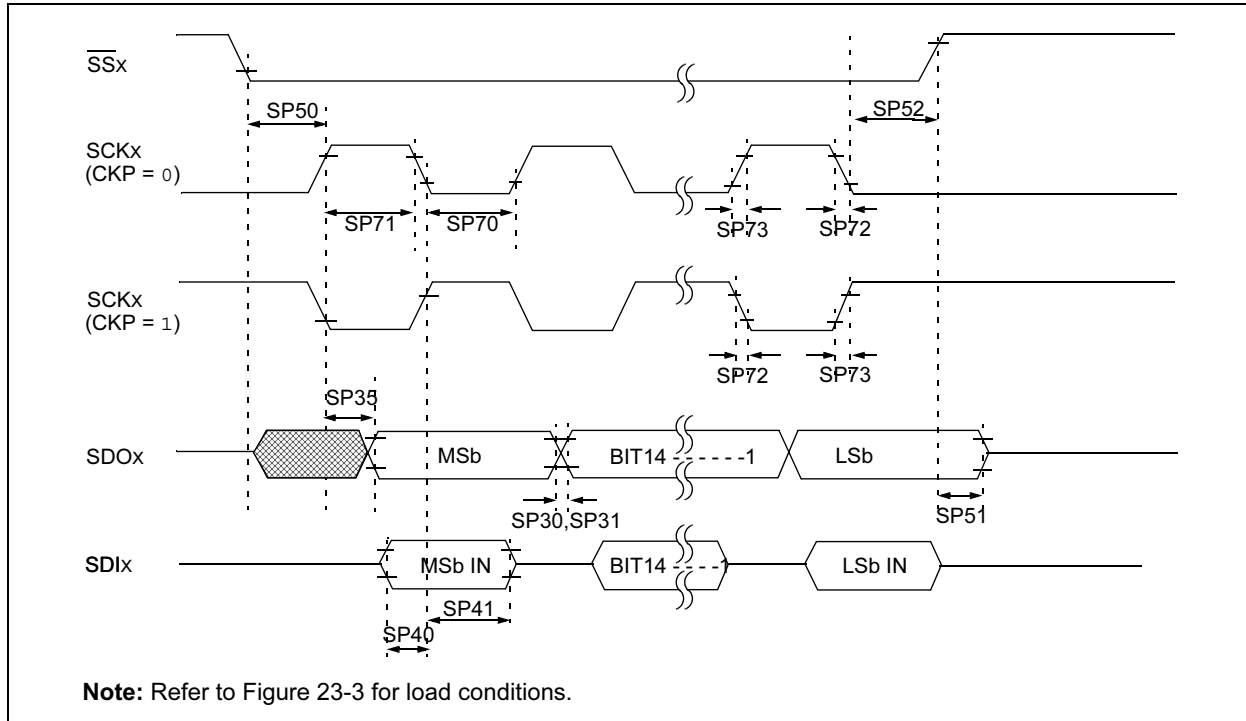 SSx
SP50
SP52
SCKx
(CKP = 0)
SP71
SP70
SP73
SP72
SCKx
(CKP = 1)
SP72
SP73
SP35
SDOx
MSb
BIT14 - - - - - -1
LSb
SP30,SP31
SP51
SDIx
MSb IN
BIT14 - - - - -1
LSb IN
SP41
SP40
Note: Refer to Figure 23-3 for load conditions.